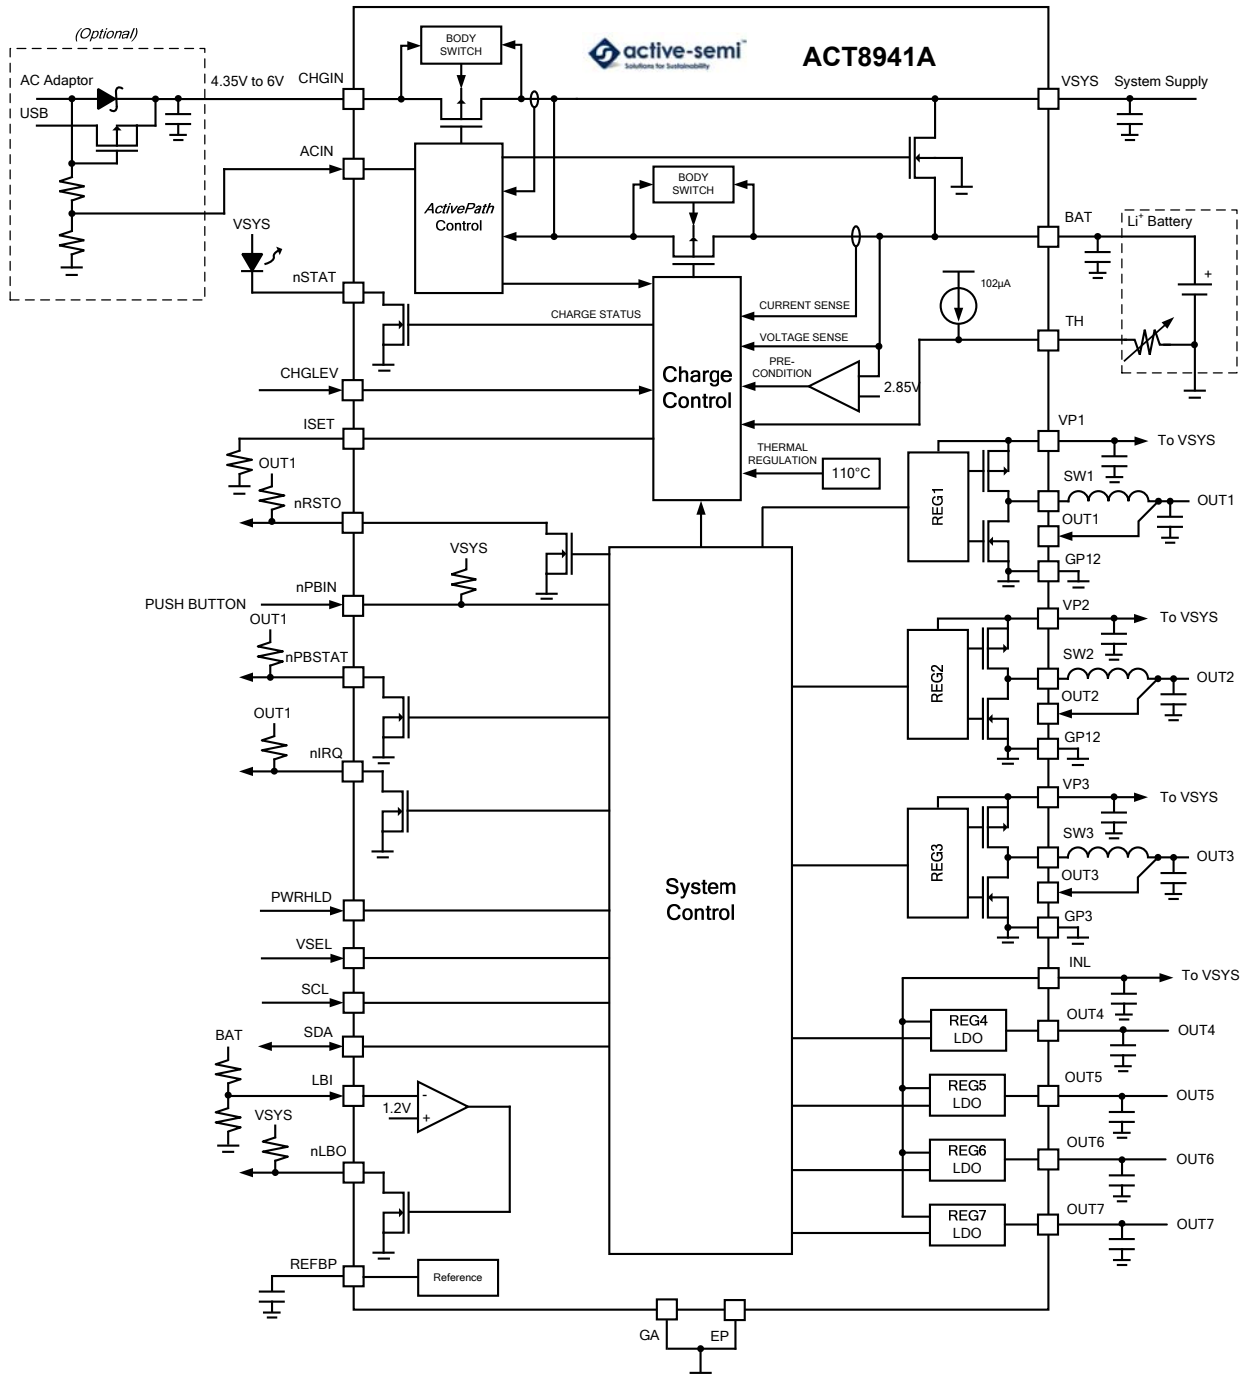 (Optional)
AC Adaptor
USB
4.35V to 6V
CHGIN
BODY
SWITCH
active-semi™
Solutions for Sustainability
ACT8941A
VSYS
System Supply
ACIN
ActivePath
Control
BODY
SWITCH
BAT
Li+ Battery
+
VSYS
nSTAT
CHARGE STATUS
CURRENT SENSE
102µA
VOLTAGE SENSE
TH
PRE-
CONDITION
2.85V
Charge
Control
CHGLEV
ISET
THERMAL
REGULATION
110°C
VP1
To VSYS
REG1
SW1
OUT1
OUT1
GP12
OUT1
nRSTO
VSYS
nPBIN
PUSH BUTTON
OUT1
nPBSTAT
VP2
To VSYS
REG2
SW2
OUT2
OUT2
GP12
OUT1
nIRQ
VP3
To VSYS
REG3
SW3
OUT3
OUT3
GP3
System
Control
PWRHLD
VSEL
SCL
SDA
BAT
LBI
1.2V
-
+
VSYS
nLBO
REFBP
Reference
INL
To VSYS
REG4
LDO
OUT4
OUT4
REG5
LDO
OUT5
OUT5
REG6
LDO
OUT6
OUT6
REG7
LDO
OUT7
OUT7
GA
EP